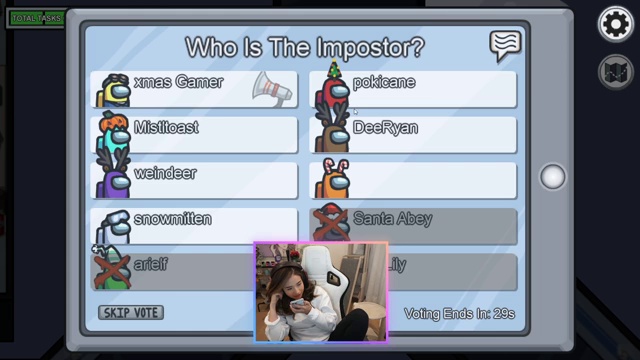 TOTAL TASKS
Who Is The Impostor?
xmas Gamer
pokicane
Mistltoast
DeeRyan
weindeer
snowmitten
Santa Abey
arielf
Lily
SKIP VOTE
Voting Ends In: 29s